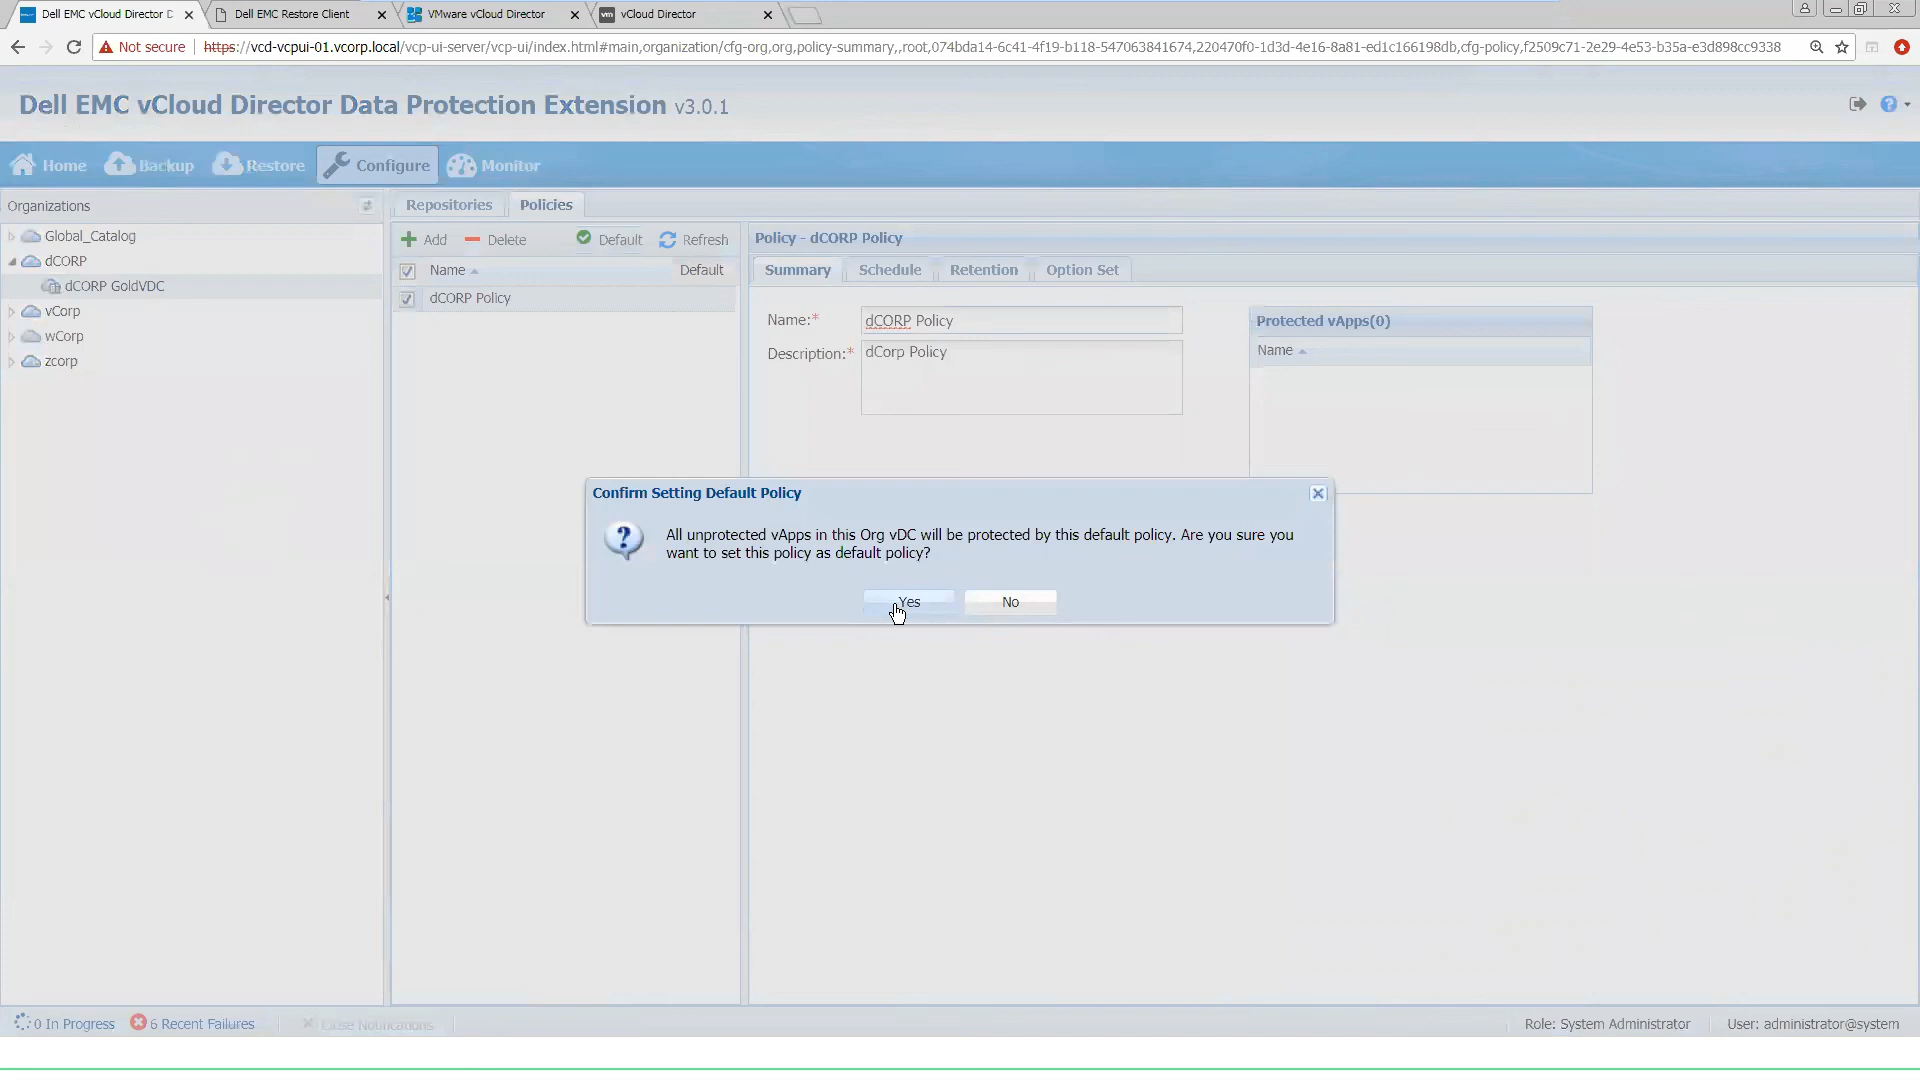 Dell EMC vCloud Director D
Dell EMC Restore Client
VMware vCloud Director
vCloud Director
Not secure
https://vcd-vcpui-01.vcorp.local/vcp-ui-server/vcp-ui/index.html#main,organization/cfg-org,org,policy-summary,,root,074bda14-6c41-4f19-b118-547063841674,220470f0-1d3d-4e16-8a81-ed1c166198db,cfg-policy,f2509c71-2e29-4e53-b35a-e3d898cc9338
Dell EMC vCloud Director Data Protection Extension v3.0.1
Home
Backup
Restore
Configure
Monitor
Organizations
Global_Catalog
dCORP
dCORP GoldVDC
vCorp
wCorp
zcorp
Repositories
Policies
Add
Delete
Default
Refresh
Name
Default
dCORP Policy
Policy - dCORP Policy
Summary
Schedule
Retention
Option Set
Name:*
dCORP Policy
Description:*
dCorp Policy
Protected vApps(0)
Name
Confirm Setting Default Policy
All unprotected vApps in this Org vDC will be protected by this default policy. Are you sure you
want to set this policy as default policy?
Yes
No
0 In Progress
6 Recent Failures
Close Notifications
Role: System Administrator
User: administrator@system